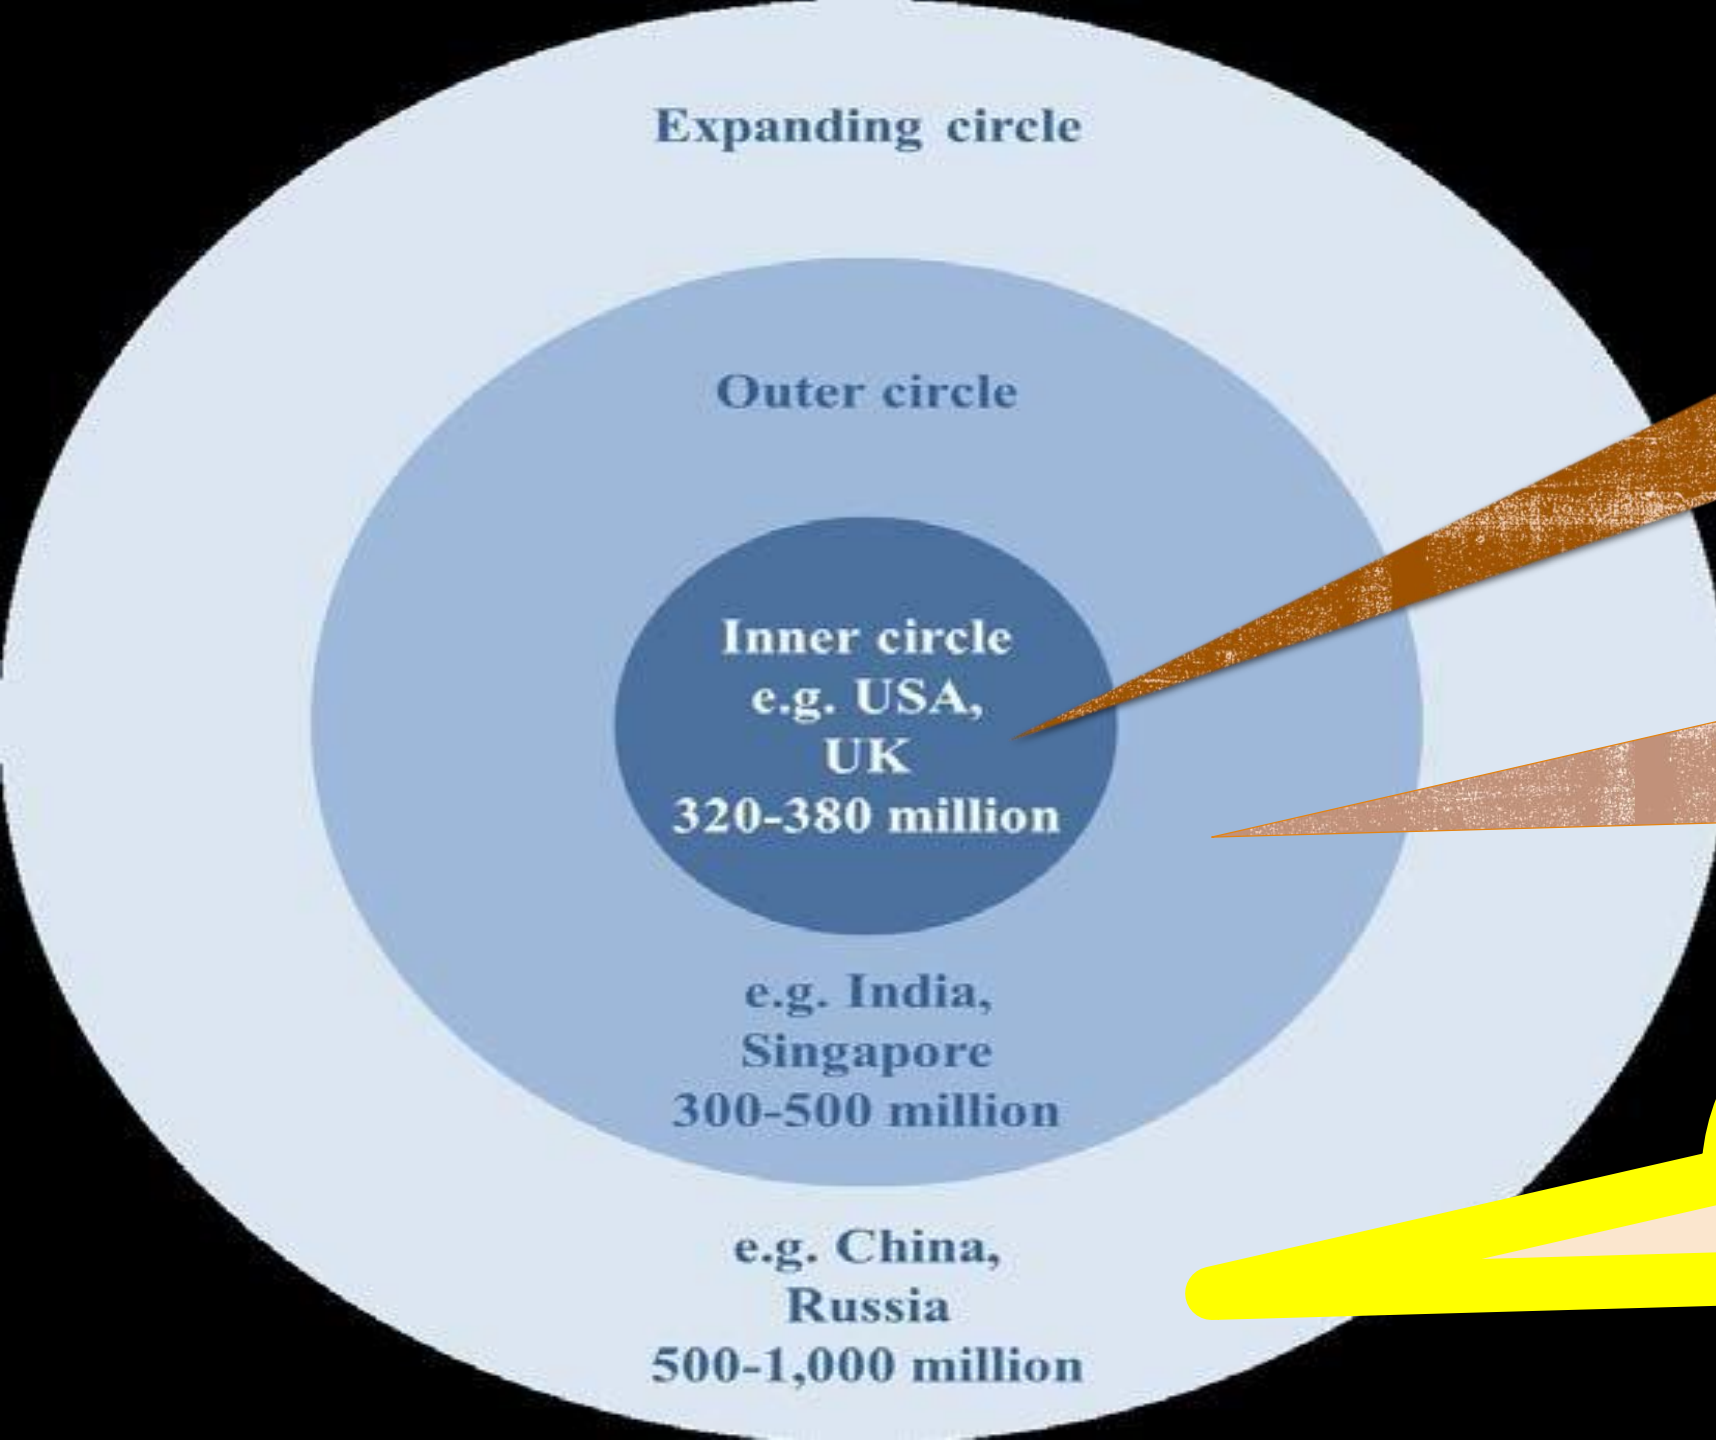 Expanding circle
Outer circle
Inner circle
e.g. USA,
UK
320-380 million
e.g. India,
Singapore
300-500 million
e.g. China,
Russia
500-1,000 million